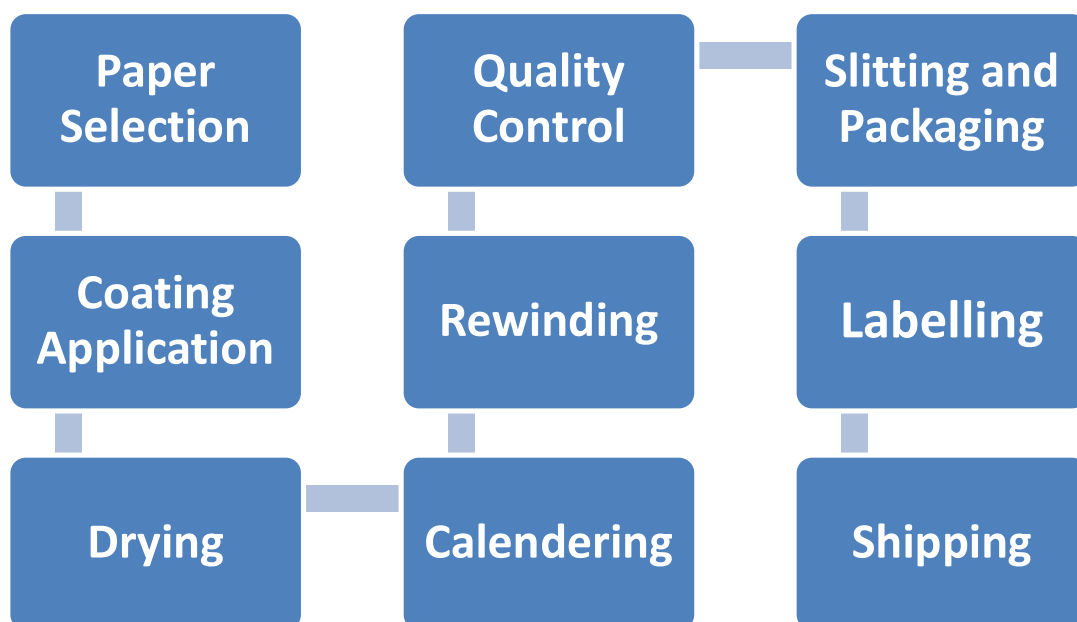 Paper
Selection
Coating
Application
Drying
Calendering
Rewinding
Quality
Control
Slitting and
Packaging
Labelling
Shipping